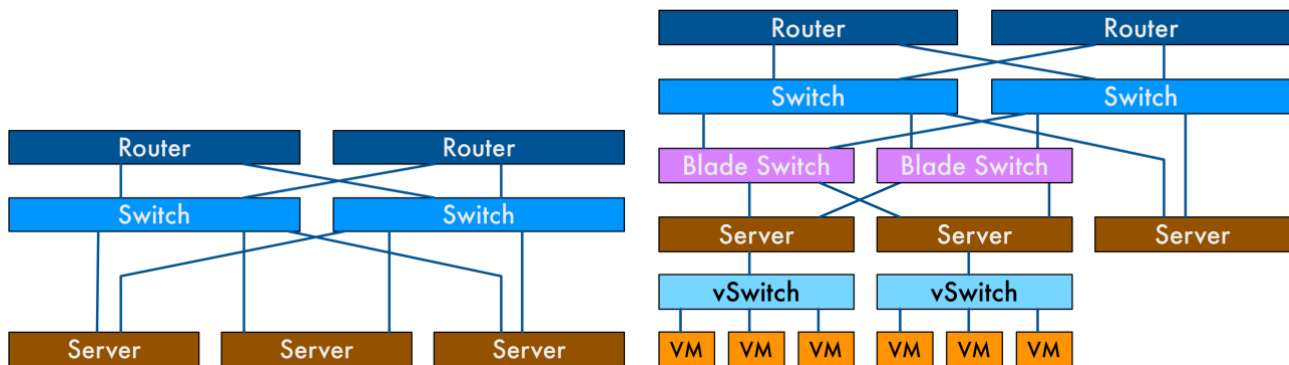 Router Router
Switch Switch
Server Server Server
Router Router
Switch Switch
Blade Switch Blade Switch
Server Server Server
vSwitch vSwitch
VM VM VM VM VM VM